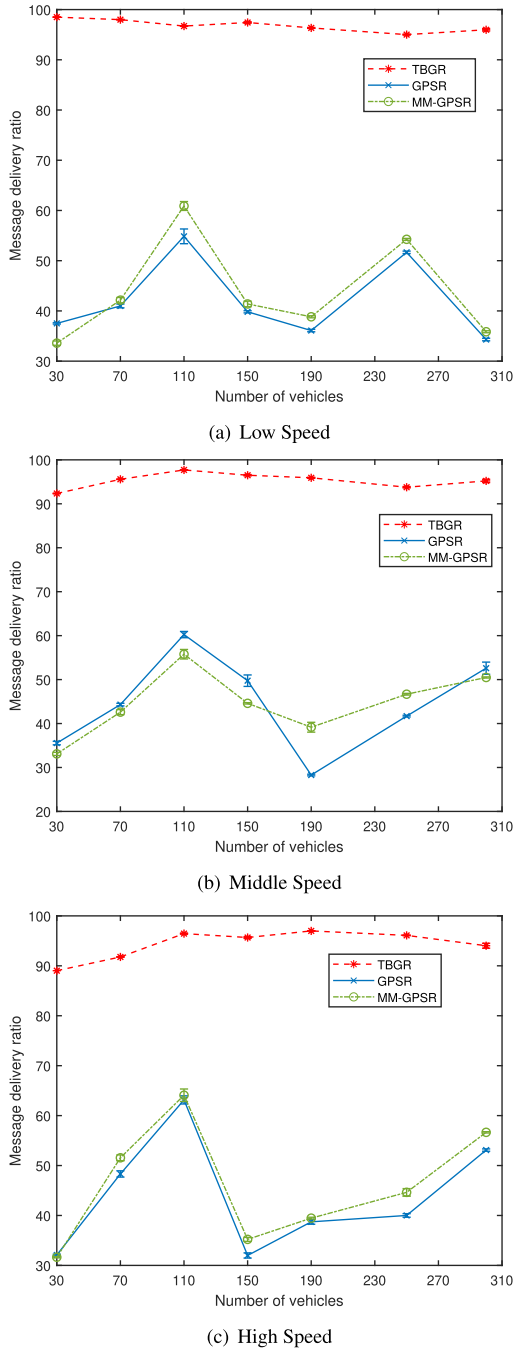 100
90
80
70
60
50
40
30
Message delivery ratio
TBGR
GPSR
MM-GPSR
30 70 110 150 190 230 270 310
Number of vehicles
(a) Low Speed
100
90
80
70
60
50
40
30
20
Message delivery ratio
TBGR
GPSR
MM-GPSR
30 70 110 150 190 230 270 310
Number of vehicles
(b) Middle Speed
100
90
80
70
60
50
40
30
Message delivery ratio
TBGR
GPSR
MM-GPSR
30 70 110 150 190 230 270 310
Number of vehicles
(c) High Speed